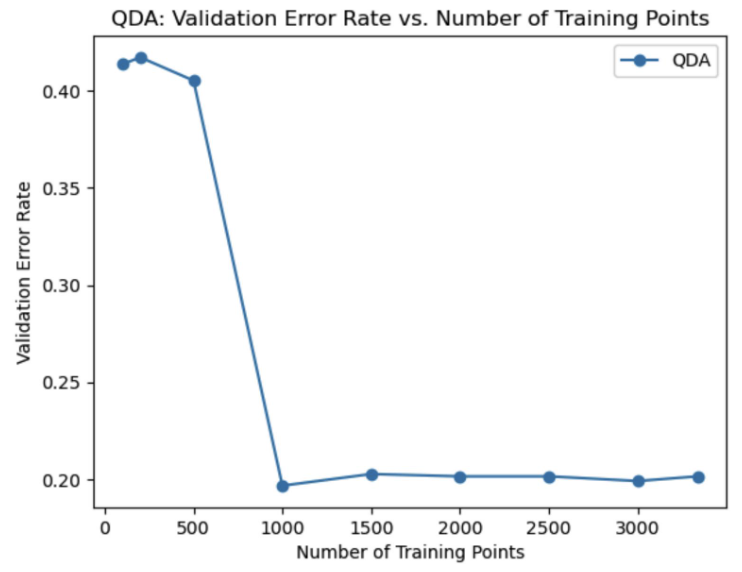 QDA: Validation Error Rate vs. Number of Training Points
QDA
0.40
0.35
0.30
0.25
0.20
Validation Error Rate
0 500 1000 1500 2000 2500 3000
Number of Training Points